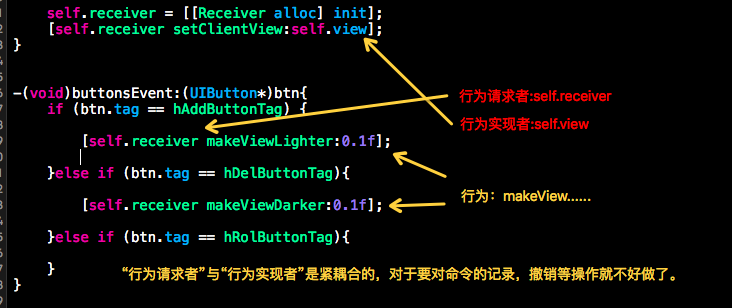 self.receiver = [[Receiver alloc] init];
[self.receiver setClientView:self.view];
}
-(void)buttonsEvent:(UIButton*)btn{
if (btn.tag == hAddButtonTag) {
行为请求者:self.receiver
行为实现者:self.view
[self.receiver makeViewLighter:0.1f];
}else if (btn.tag == hDelButtonTag){
行为：makeView......
[self.receiver makeViewDarker:0.1f];
}else if (btn.tag == hRolButtonTag){
}
“行为请求者”与“行为实现者”是紧耦合的，对于要对命令的记录，撤销等操作就不好做了。
}